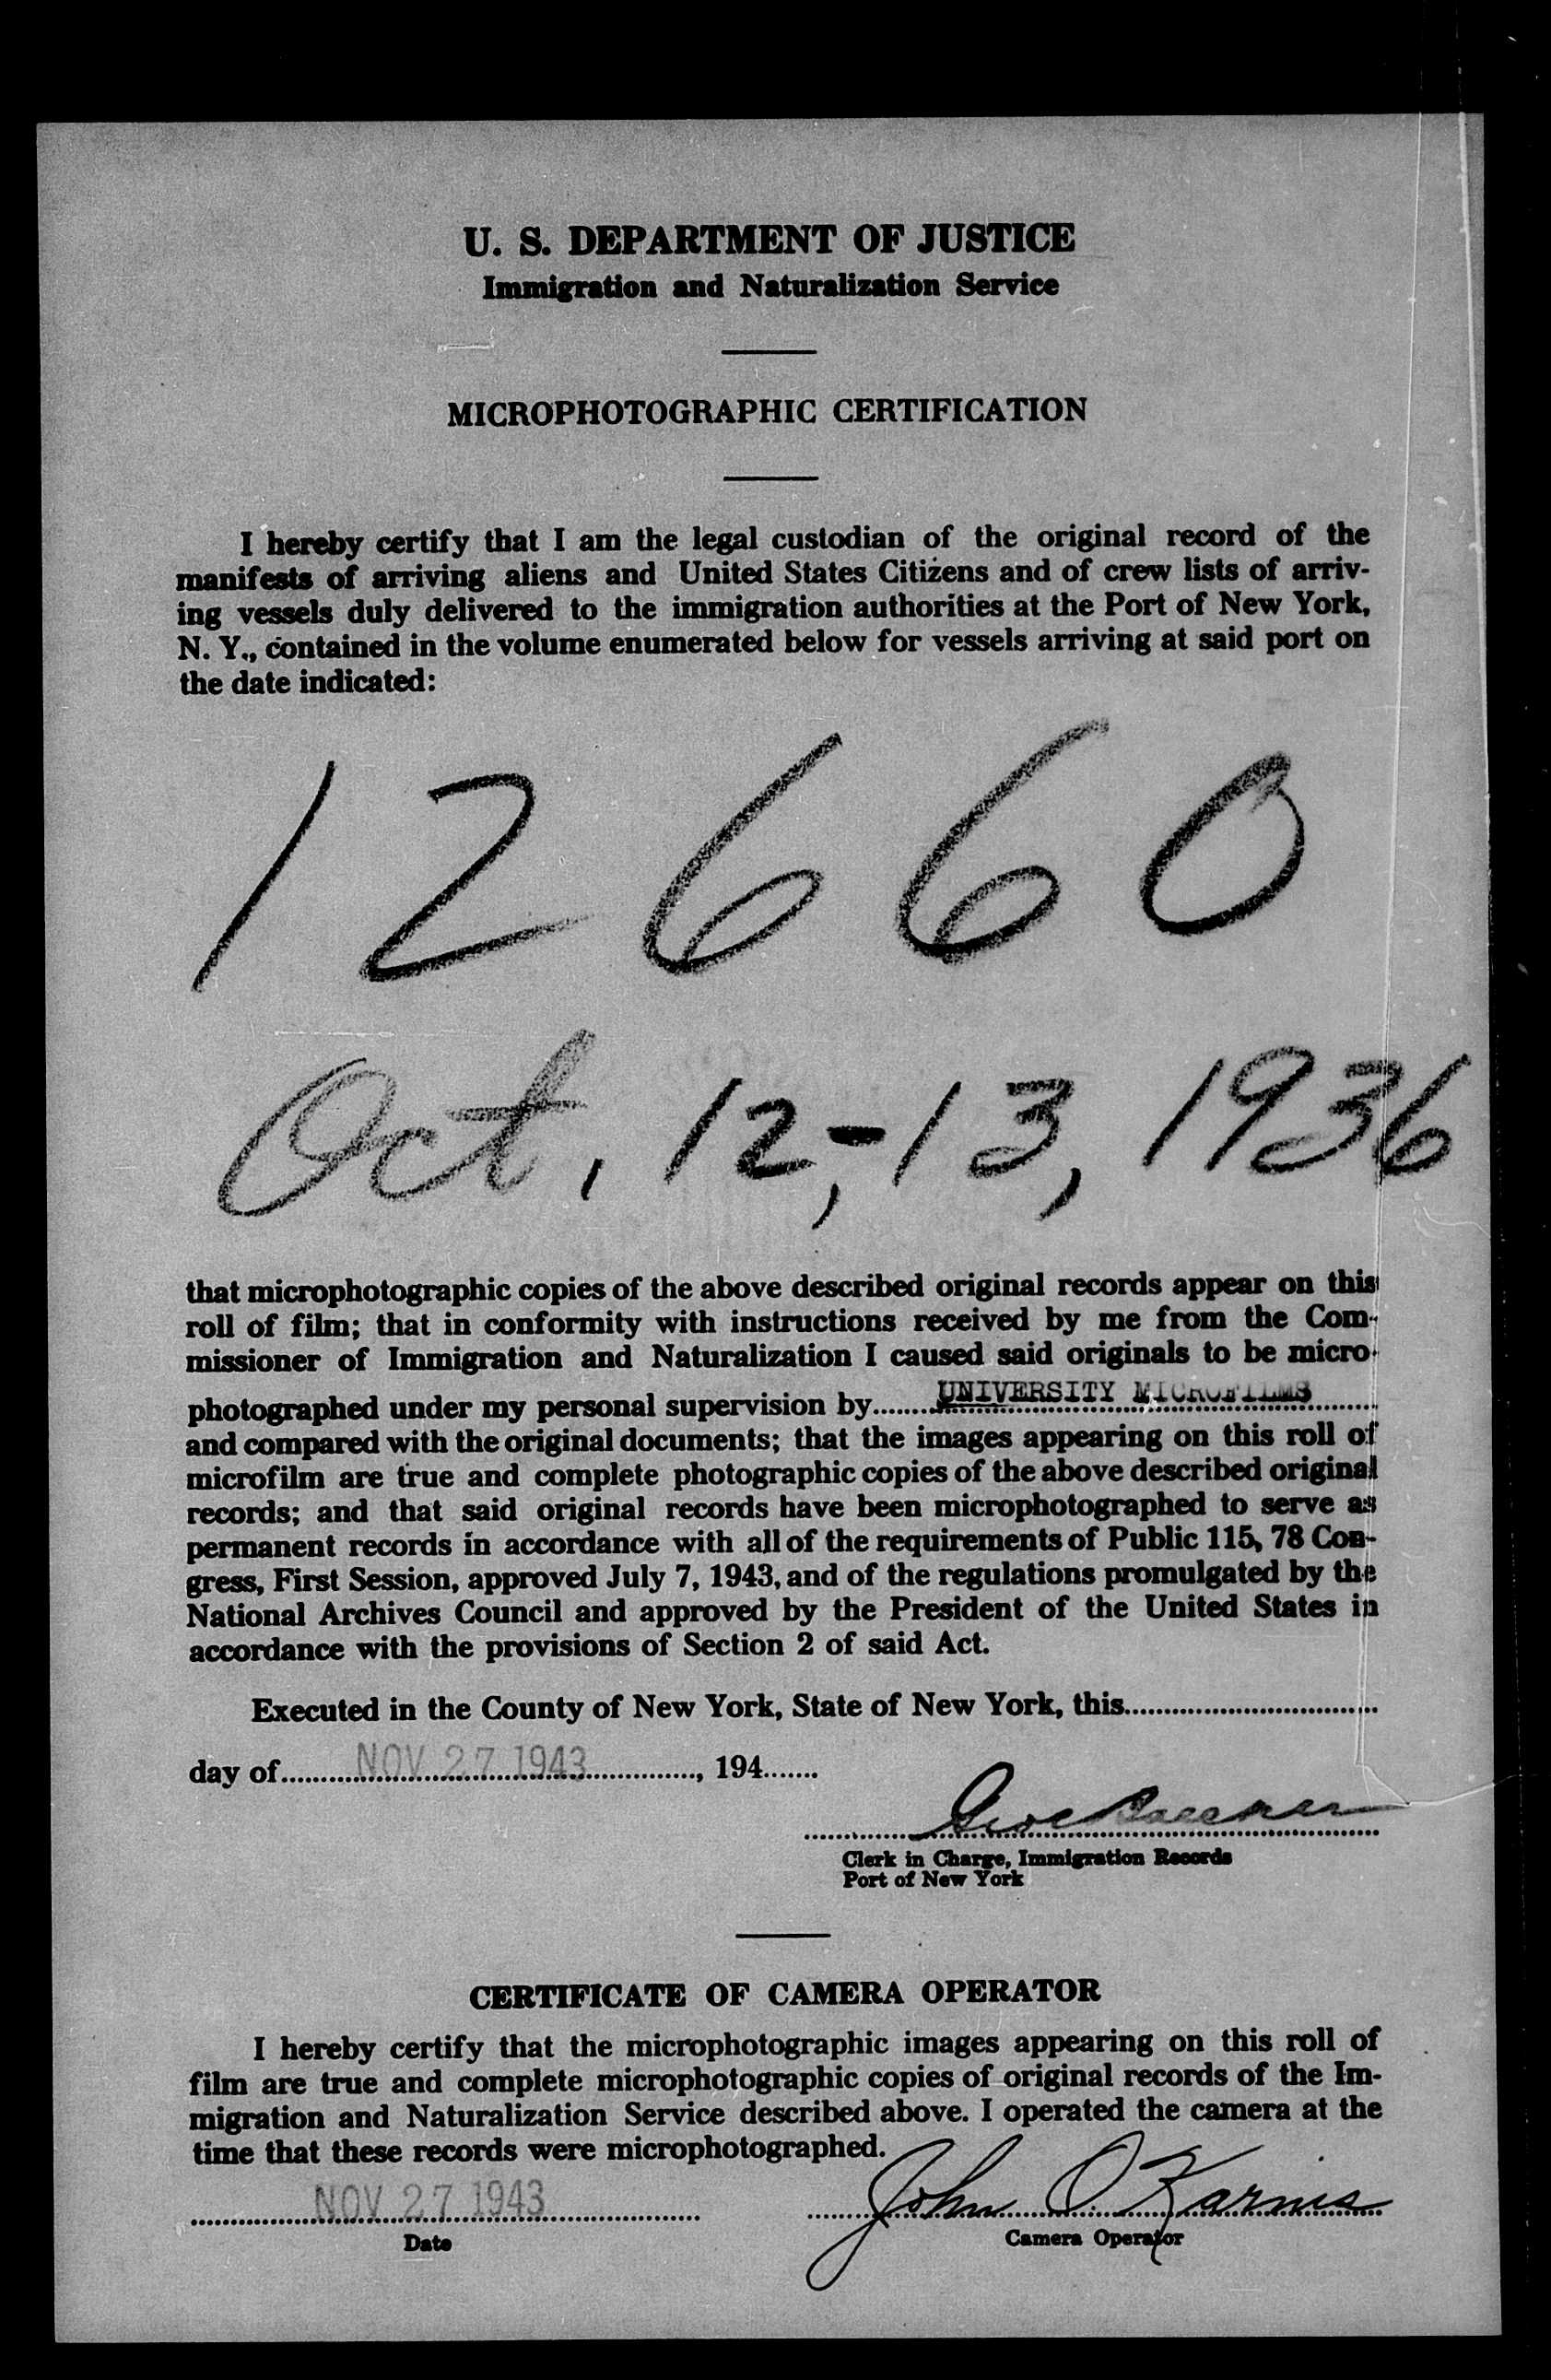 U. S. DEPARTMENT OF JUSTICE
Immigration and Naturalization Service
MICROPHOTOGRAPHIC CERTIFICATION
I hereby certify that I am the legal custodian of the original record of the
manifests of arriving aliens and United States Citizens and of crew lists of arriv-
ing vessels duly delivered to the immigration authorities at the Port of New York,
N. Y., contained in the volume enumerated below for vessels arriving at said port on
the date indicated:
12660
Oct, 12,-13, 1936
that microphotographic copies of the above described original records appear on this
roll of film; that in conformity with instructions received by me from the Com-
missioner of Immigration and Naturalization I caused said originals to be micro-
photographed under my personal supervision by........UNIVERSITY MICROFILMS........
and compared with the original documents; that the images appearing on this roll of
microfilm are true and complete photographic copies of the above described original
records; and that said original records have been microphotographed to serve as
permanent records in accordance with all of the requirements of Public 115, 78 Con-
gress, First Session, approved July 7, 1943, and of the regulations promulgated by the
National Archives Council and approved by the President of the United States in
accordance with the provisions of Section 2 of said Act.
Executed in the County of New York, State of New York, this................................
day of........NOV 27 1943........, 194.......
Clerk in Charge, Immigration Records
Port of New York
CERTIFICATE OF CAMERA OPERATOR
I hereby certify that the microphotographic images appearing on this roll of
film are true and complete microphotographic copies of original records of the Im-
migration and Naturalization Service described above. I operated the camera at the
time that these records were microphotographed.
NOV 27 1943 John O Karnis
Date Camera Operator